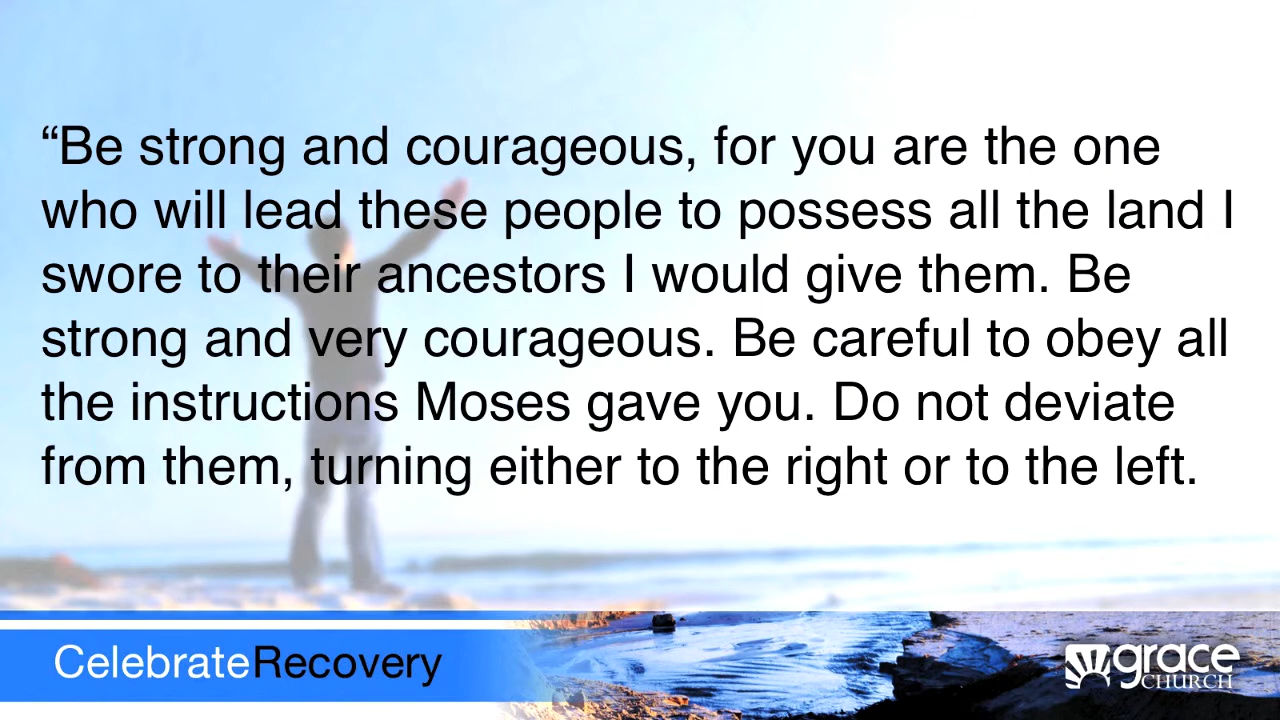 “Be strong and courageous, for you are the one
who will lead these people to possess all the land I
swore to their ancestors I would give them. Be
strong and very courageous. Be careful to obey all
the instructions Moses gave you. Do not deviate
from them, turning either to the right or to the left.
CelebrateRecovery
grace
CHURCH